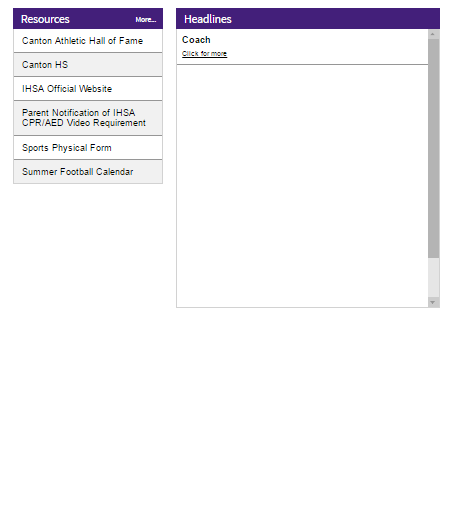 Resources More...
Canton Athletic Hall of Fame
Canton HS
IHSA Official Website
Parent Notification of IHSA
CPR/AED Video Requirement
Sports Physical Form
Summer Football Calendar
Headlines
Coach
Click for more